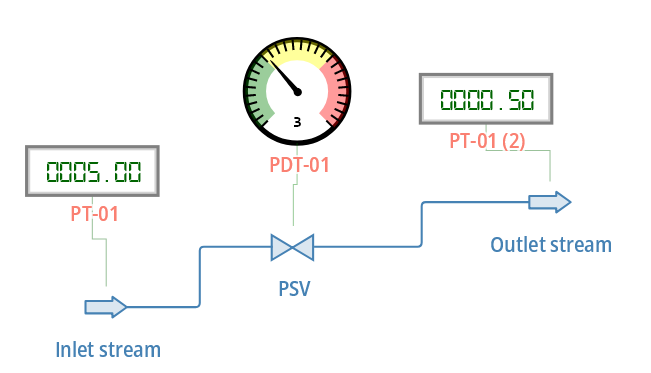 3
0000.50
PDT-01
PT-01 (2)
0005.00
PT-01
Outlet stream
PSV
Inlet stream